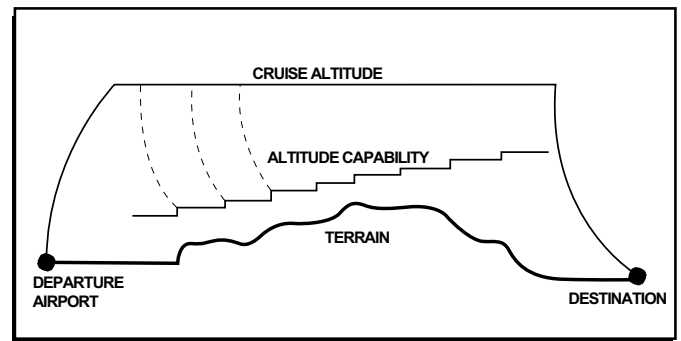 CRUISE ALTITUDE
ALTITUDE CAPABILITY
TERRAIN
DEPARTURE
AIRPORT
DESTINATION